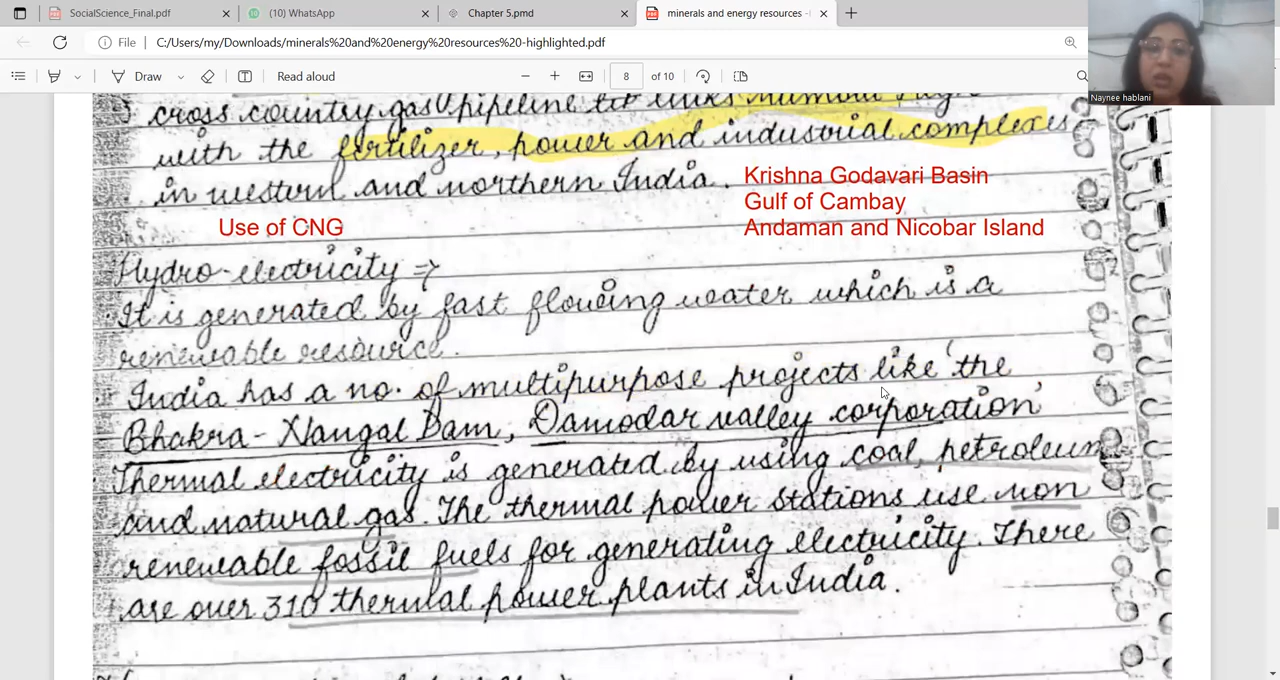 SocialScience_Final.pdf
(10) WhatsApp
Chapter 5.pmd
minerals and energy resources -
File C:/Users/my/Downloads/minerals%20and%20energy%20resources%20-highlighted.pdf
Draw Read aloud 8 of 10
Naynee hablani
cross country gas pipeline links Mumbai
with the fertilizer, power and industrial complexes
in western and northern India.
Krishna Godavari Basin
Gulf of Cambay
Andaman and Nicobar Island
Use of CNG
Hydro-electricity ⇒
It is generated by fast flowing water which is a
renewable resource.
India has a no. of multipurpose projects like the
Bhakra-Nangal Dam, Damodar valley corporation
Thermal electricity is generated by using coal, petroleum
and natural gas. The thermal power stations use non
renewable fossil fuels for generating electricity. There
are over 310 thermal power plants in India.